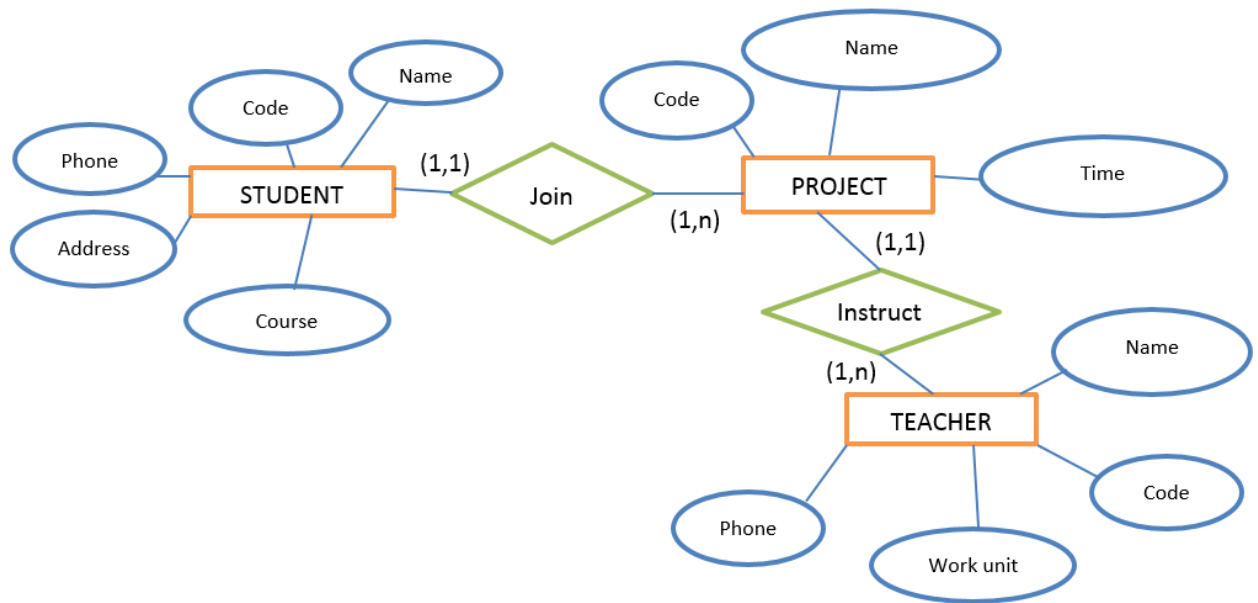 Name
Name
Code
Code
Phone
(1,1)
STUDENT
Join
PROJECT
Time
(1,n)
Address
(1,1)
Course
Instruct
Name
(1,n)
TEACHER
Code
Phone
Work unit